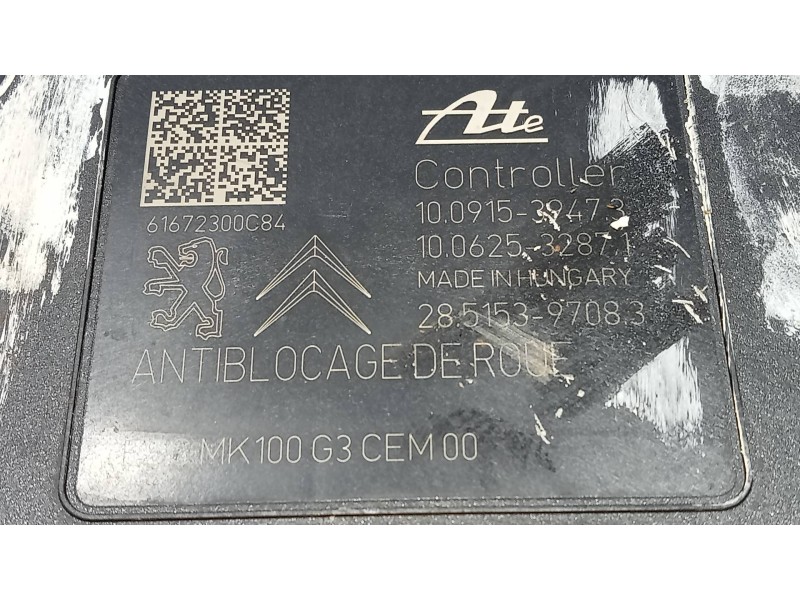 Ate
Controller
61672300C84
10.0915-3947.3
10.0625-3287.1
MADE IN HUNGARY
28.5153-9708.3
ANTIBLOCAGE DE ROUE
MK100 G3 CEM 00